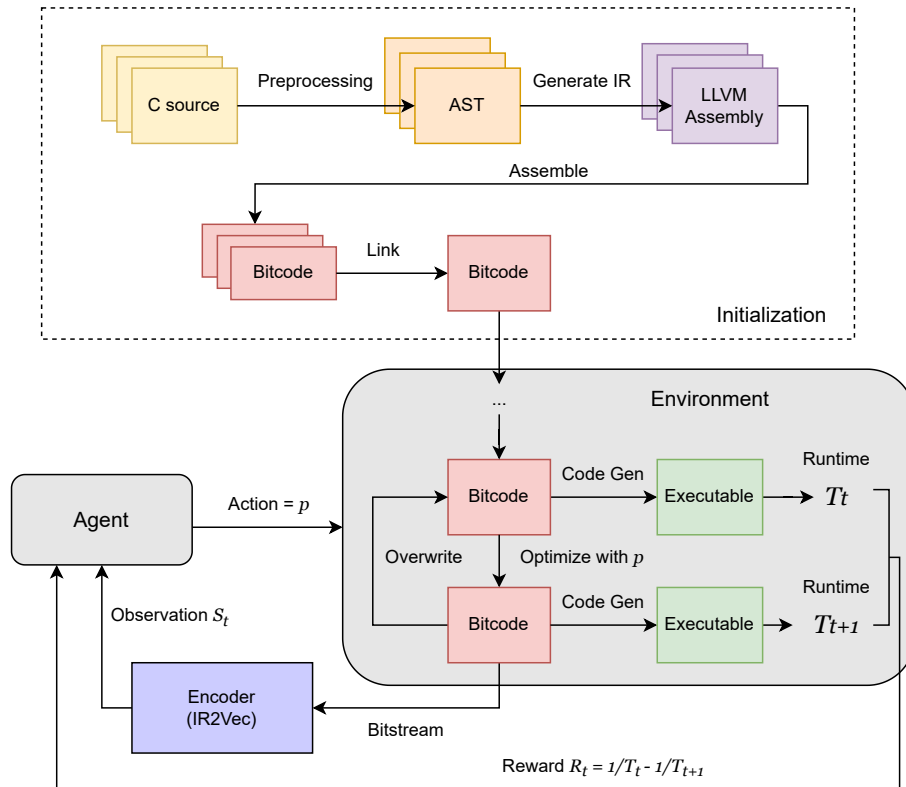 C source
Preprocessing
AST
Generate IR
LLVM
Assembly
Assemble
Bitcode
Link
Bitcode
Initialization
Environment
...
Agent
Action = p
Bitcode
Code Gen
Executable
Runtime
Tt
Overwrite
Optimize with p
Bitcode
Code Gen
Executable
Runtime
Tt+1
Observation St
Encoder
(IR2Vec)
Bitstream
Reward Rt = 1/Tt - 1/Tt+1